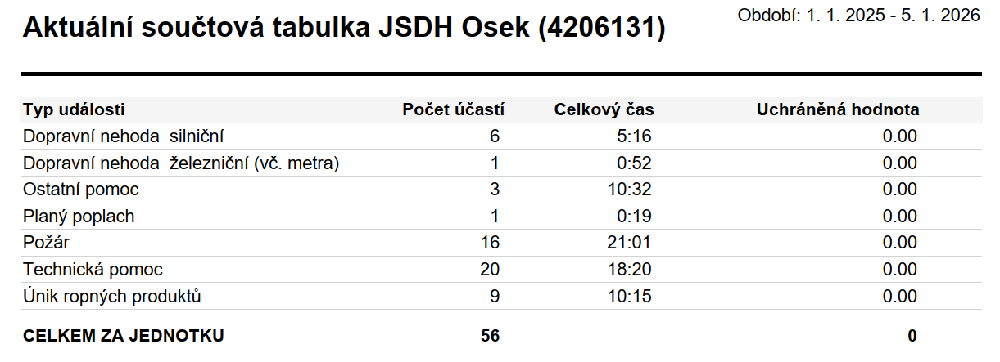 Aktuální součtová tabulka JSDH Osek (4206131)
Období: 1. 1. 2025 - 5. 1. 2026
Typ události Počet účastí Celkový čas Uchráněná hodnota
Dopravní nehoda  silniční 6 5:16 0.00
Dopravní nehoda  železniční (vč. metra) 1 0:52 0.00
Ostatní pomoc 3 10:32 0.00
Planý poplach 1 0:19 0.00
Požár 16 21:01 0.00
Technická pomoc 20 18:20 0.00
Únik ropných produktů 9 10:15 0.00
CELKEM ZA JEDNOTKU 56 0